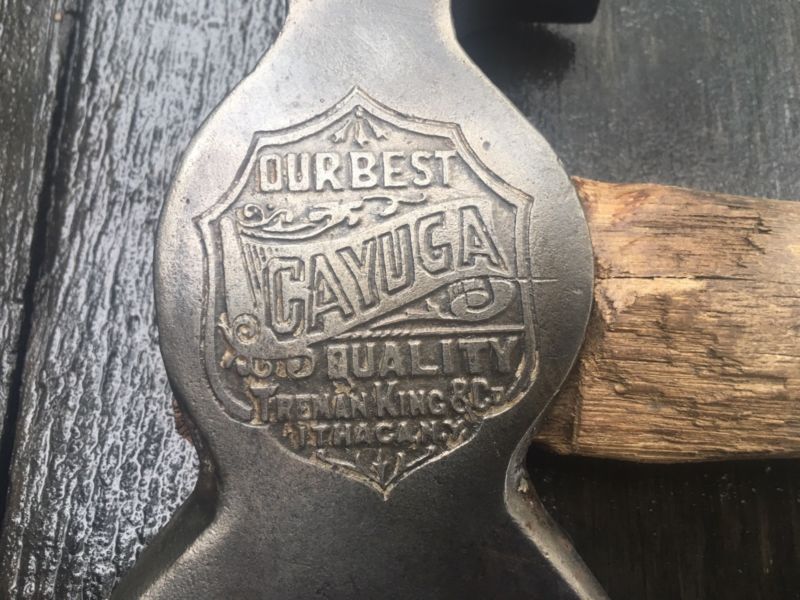 OUR BEST
CAYUGA
QUALITY
TREMAN KING & CO
ITHACA, N.Y.